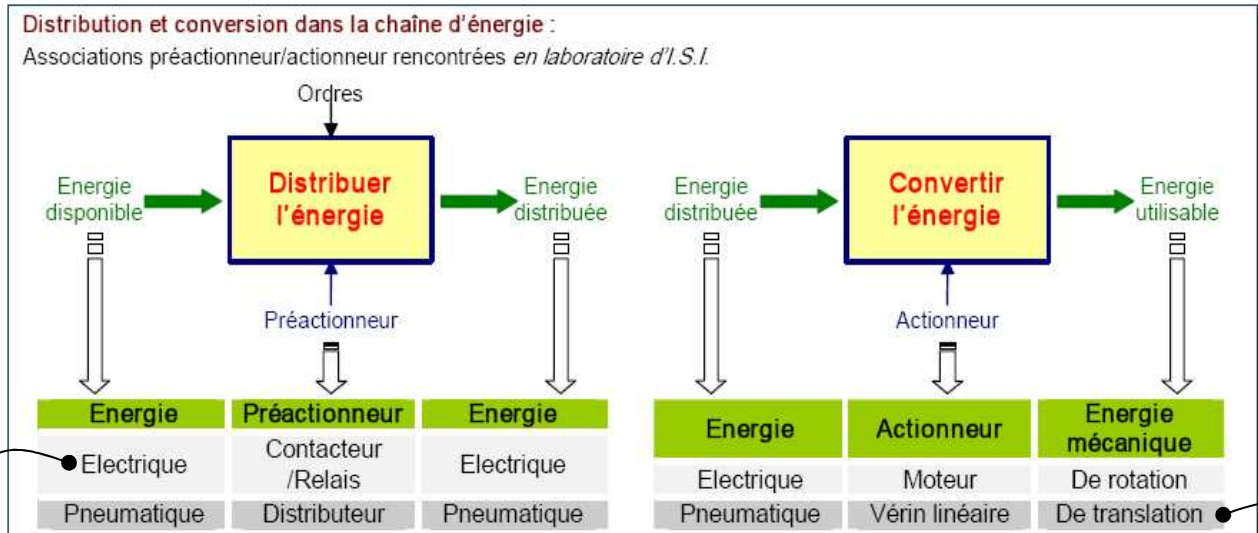 Distribution et conversion dans la chaîne d'énergie :
Associations préactionneur/actionneur rencontrées en laboratoire d'I.S.I.
Ordres
Energie
disponible
Distribuer
l'énergie
Energie
distribuée
Préactionneur
Energie
distribuée
Convertir
l'énergie
Energie
utilisable
Actionneur
Energie Préactionneur Energie
Electrique Contacteur
/Relais Electrique
Pneumatique Distributeur Pneumatique
Energie Actionneur Energie
mécanique
Electrique Moteur De rotation
Pneumatique Vérin linéaire De translation